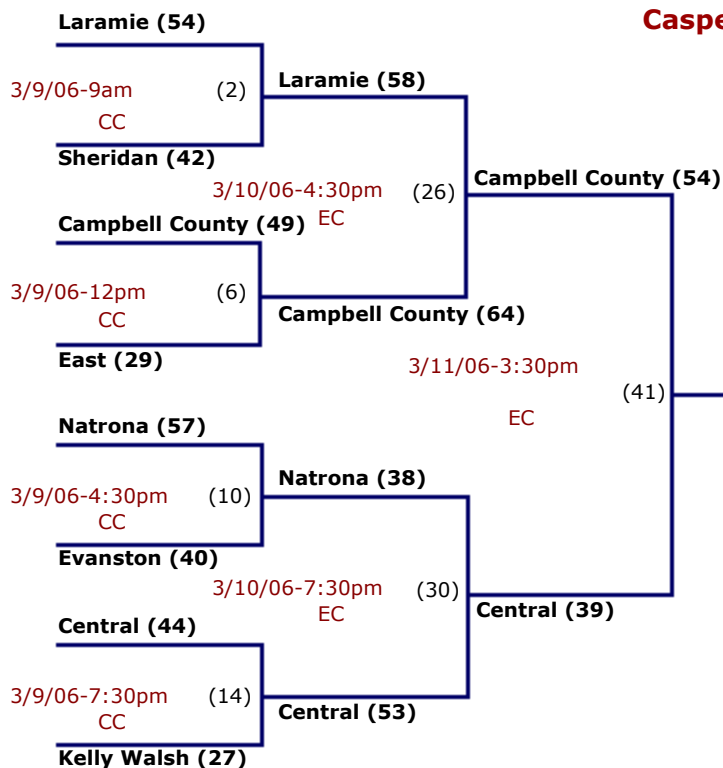 Laramie (54)
Caspe
3/9/06-9am
(2)
Laramie (58)
CC
Sheridan (42)
3/10/06-4:30pm
(26)
Campbell County (54)
EC
Campbell County (49)
3/9/06-12pm
(6)
CC
Campbell County (64)
East (29)
3/11/06-3:30pm
(41)
EC
Natrona (57)
Natrona (38)
3/9/06-4:30pm
(10)
CC
Evanston (40)
3/10/06-7:30pm
(30)
EC
Central (39)
Central (44)
3/9/06-7:30pm
(14)
CC
Central (53)
Kelly Walsh (27)